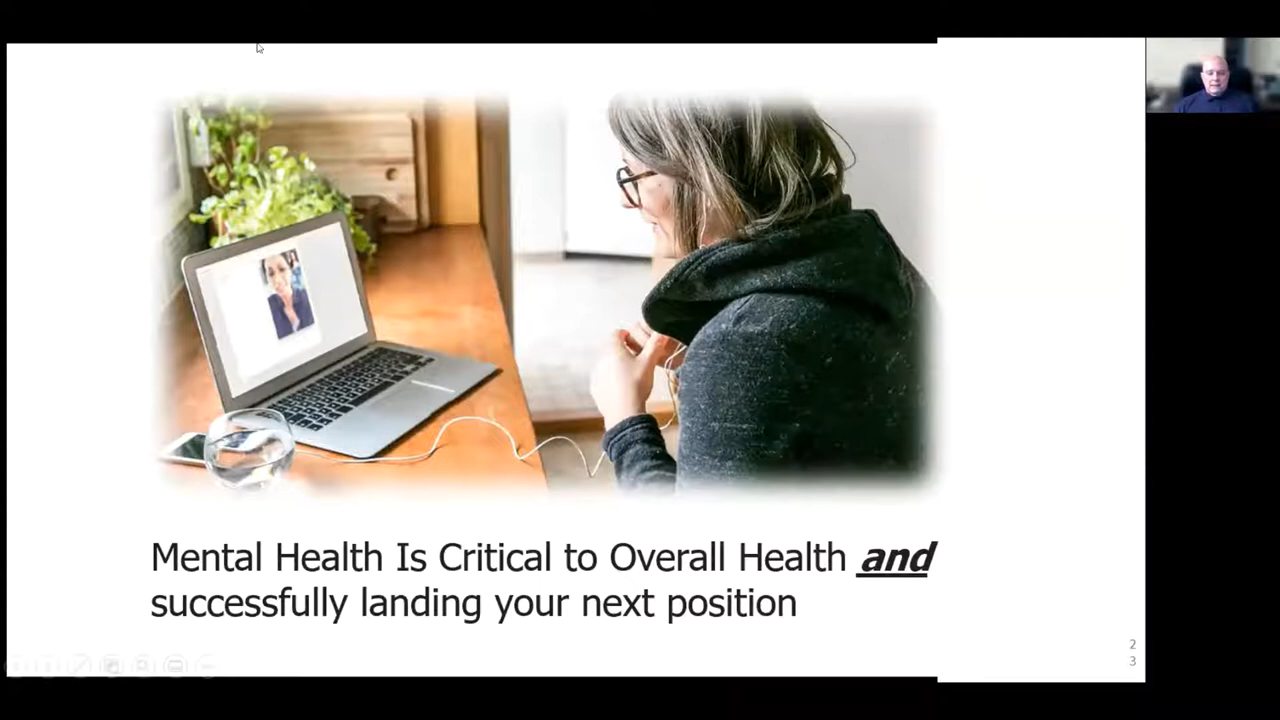 Mental Health Is Critical to Overall Health and
successfully landing your next position
2
3